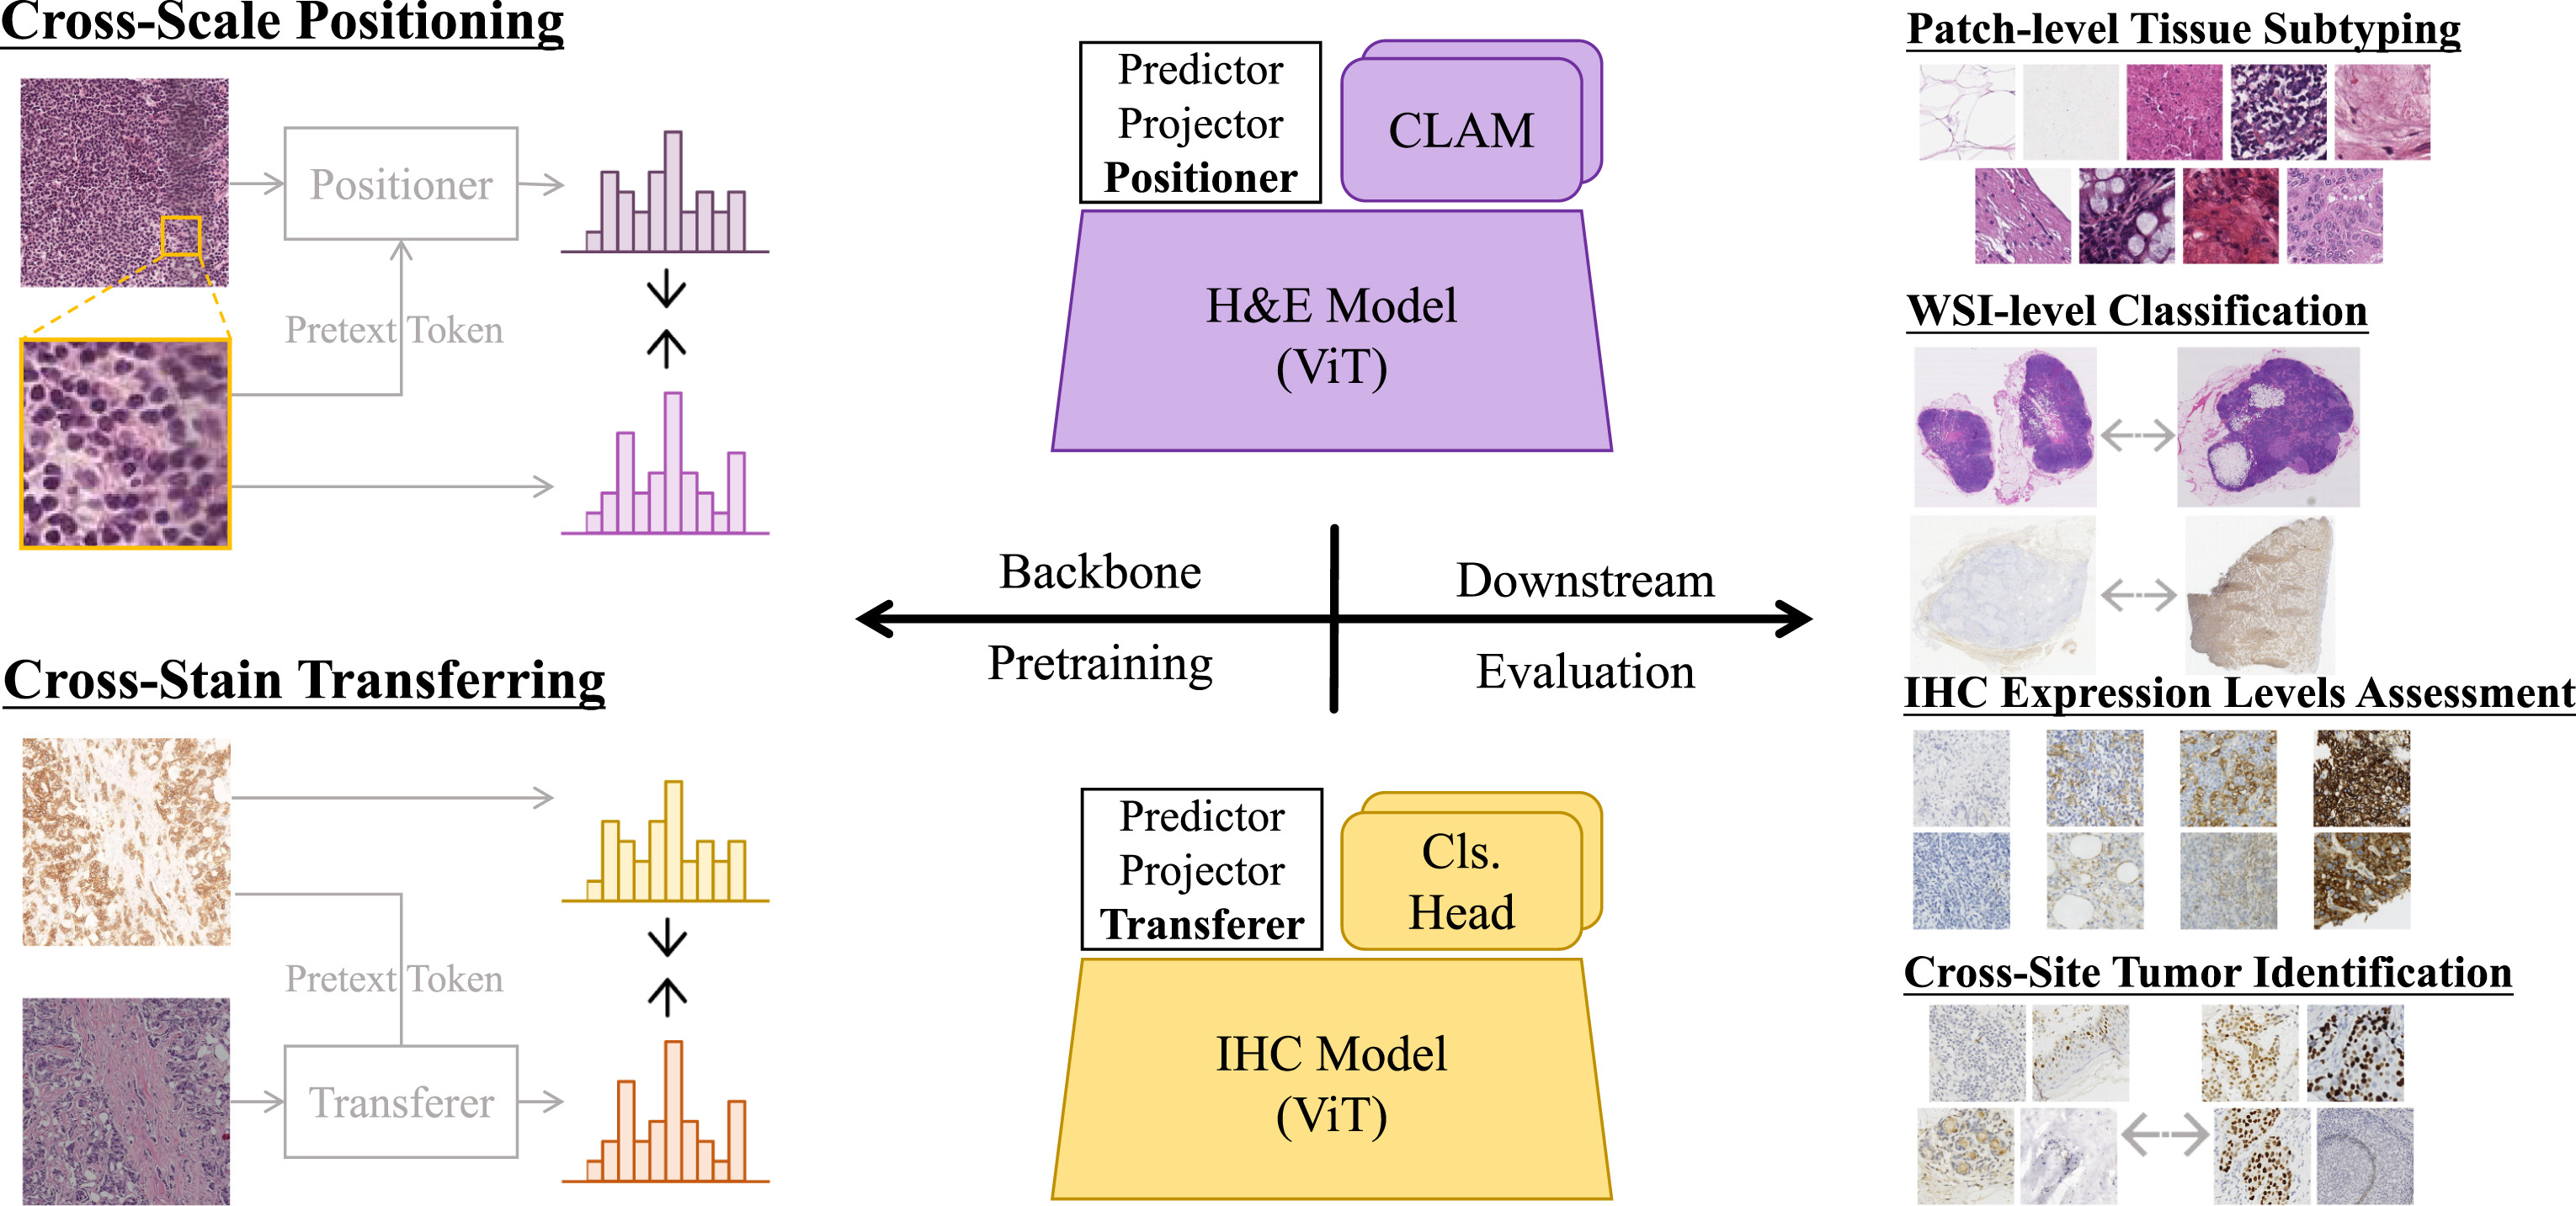 Cross-Scale Positioning
Positioner
Pretext Token
Cross-Stain Transferring
Pretext Token
Transferer
Predictor
Projector
Positioner
CLAM
H&E Model
(ViT)
Backbone
Pretraining
Downstream
Evaluation
Predictor
Projector
Transferer
Cls.
Head
IHC Model
(ViT)
Patch-level Tissue Subtyping
WSI-level Classification
IHC Expression Levels Assessment
Cross-Site Tumor Identification